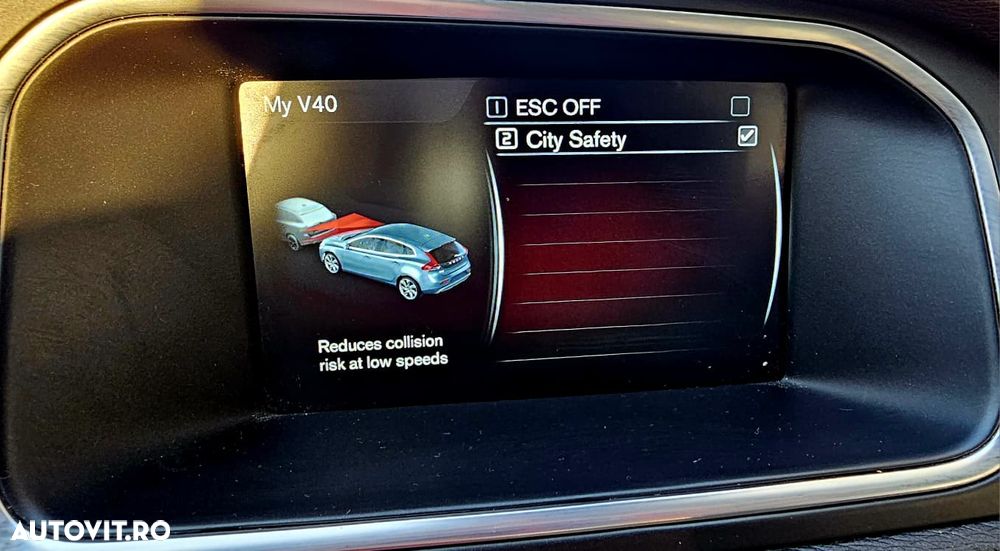 My V40
1 ESC OFF
2 City Safety
Reduces collision
risk at low speeds
AUTOVIT.RO